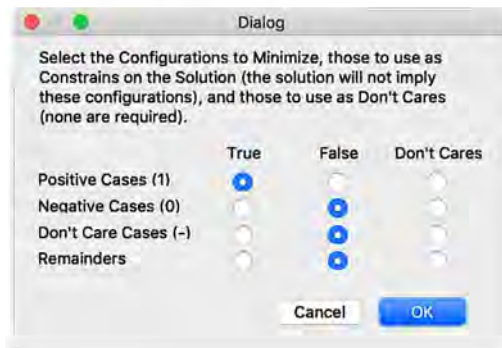 Dialog
Select the Configurations to Minimize, those to use as
Constrains on the Solution (the solution will not imply
these configurations), and those to use as Don't Cares
(none are required).
True False Don't Cares
Positive Cases (1)
Negative Cases (0)
Don't Care Cases (-)
Remainders
Cancel OK